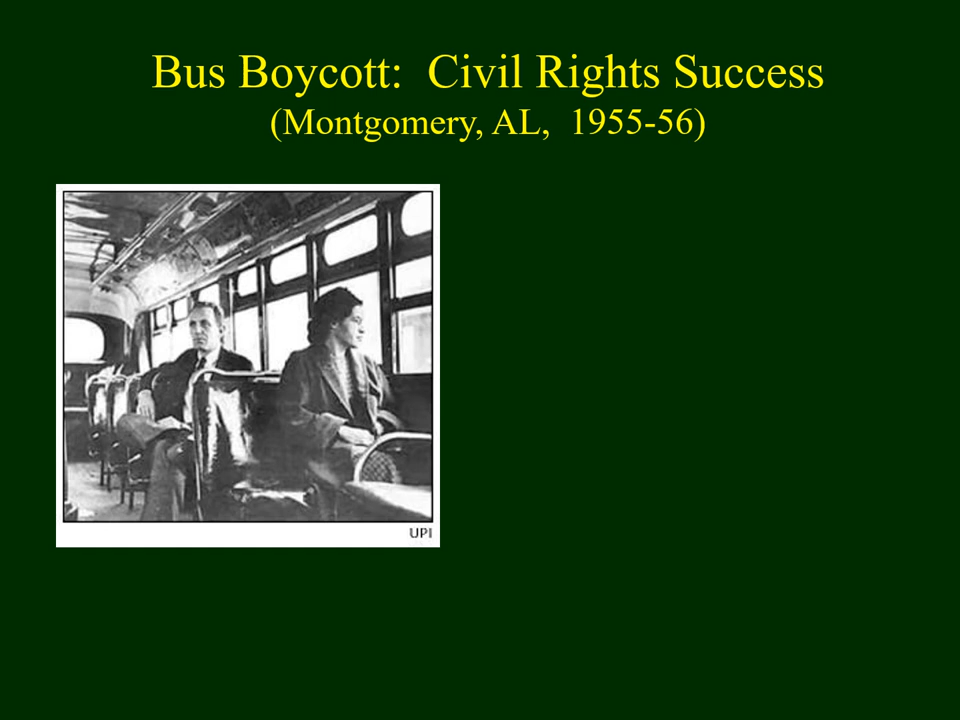 Bus Boycott:  Civil Rights Success
(Montgomery, AL,  1955-56)
UPI